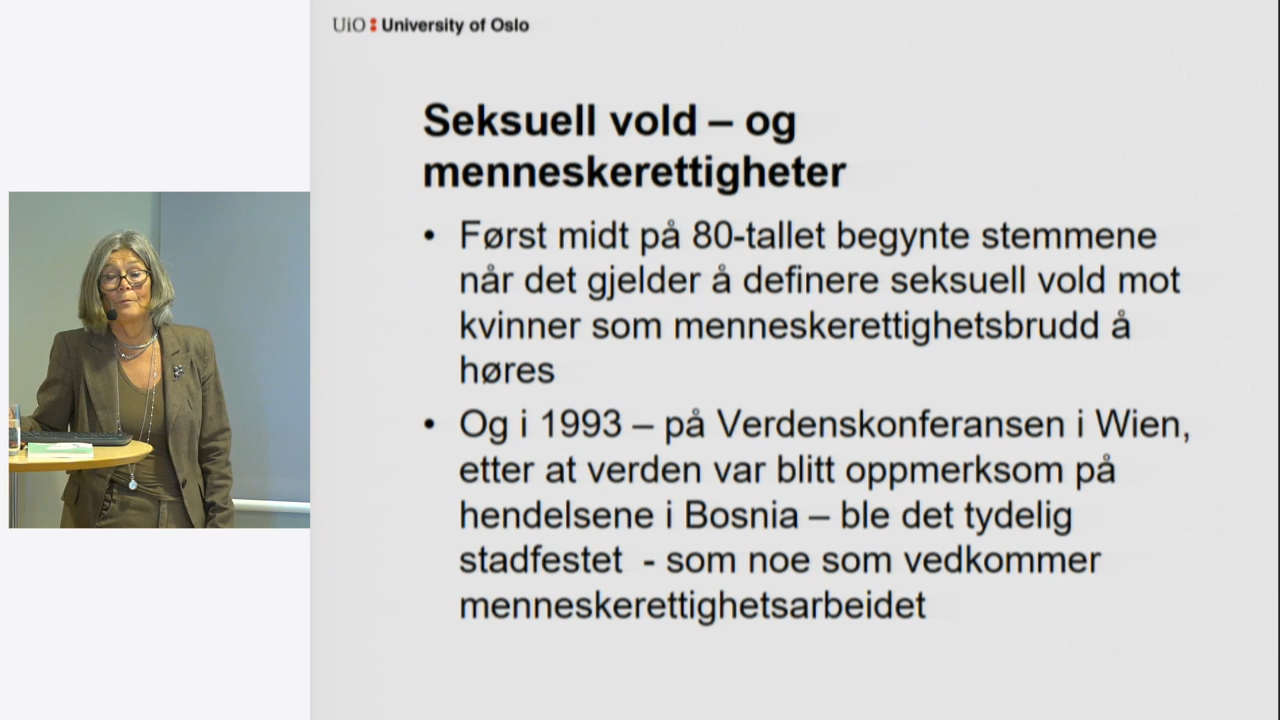 UiO University of Oslo
Seksuell vold – og
menneskerettigheter
• Først midt på 80-tallet begynte stemmene
når det gjelder å definere seksuell vold mot
kvinner som menneskerettighetsbrudd å
høres
• Og i 1993 – på Verdenskonferansen i Wien,
etter at verden var blitt oppmerksom på
hendelsene i Bosnia – ble det tydelig
stadfestet - som noe som vedkommer
menneskerettighetsarbeidet